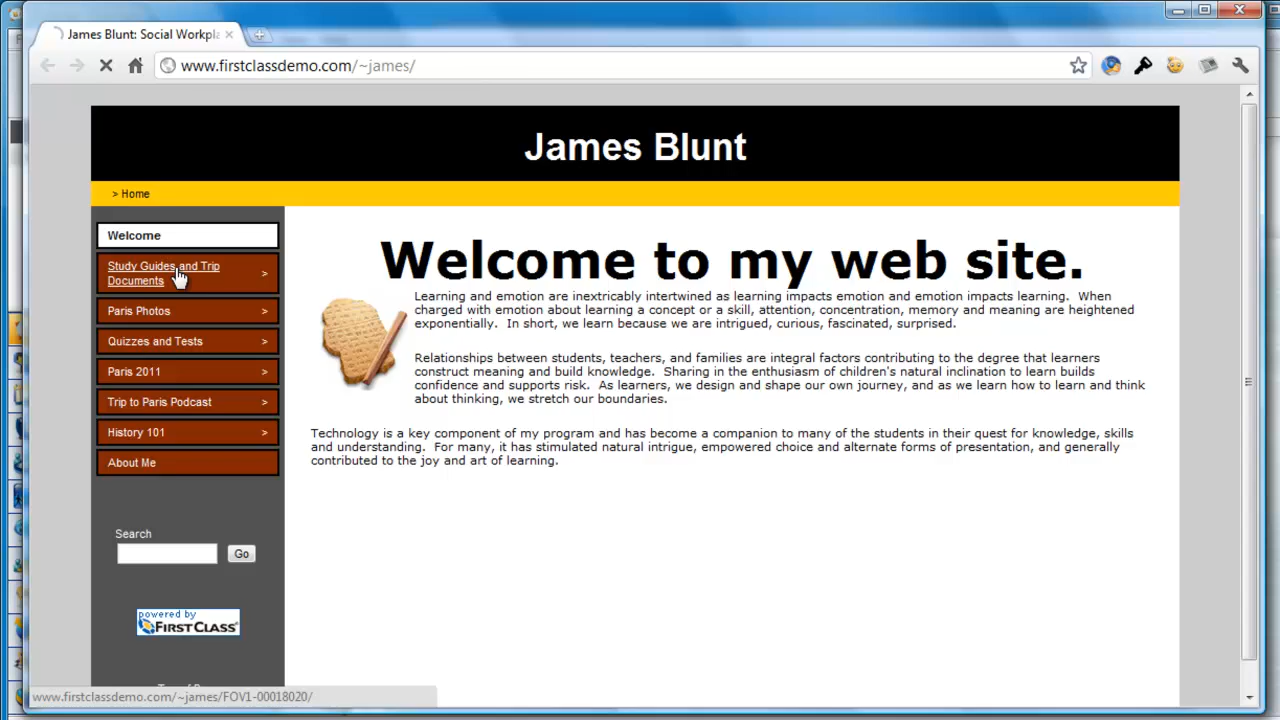 James Blunt: Social Workpla
www.firstclassdemo.com/~james/
James Blunt
> Home
Welcome
Study Guides and Trip
Documents
>
Paris Photos >
Quizzes and Tests >
Paris 2011 >
Trip to Paris Podcast >
History 101 >
About Me
Search
Go
powered by
FIRSTCLASS
Welcome to my web site.
Learning and emotion are inextricably intertwined as learning impacts emotion and emotion impacts learning. When
charged with emotion about learning a concept or a skill, attention, concentration, memory and meaning are heightened
exponentially. In short, we learn because we are intrigued, curious, fascinated, surprised.
Relationships between students, teachers, and families are integral factors contributing to the degree that learners
construct meaning and build knowledge. Sharing in the enthusiasm of children's natural inclination to learn builds
confidence and supports risk. As learners, we design and shape our own journey, and as we learn how to learn and think
about thinking, we stretch our boundaries.
Technology is a key component of my program and has become a companion to many of the students in their quest for knowledge, skills
and understanding. For many, it has stimulated natural intrigue, empowered choice and alternate forms of presentation, and generally
contributed to the joy and art of learning.
www.firstclassdemo.com/~james/FOV1-00018020/